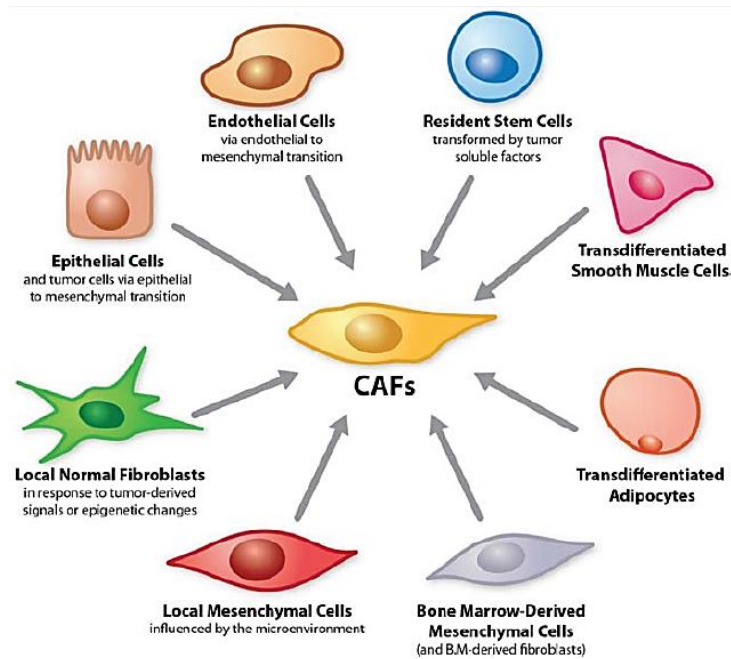 Endothelial Cells
via endothelial to
mesenchymal transition
Resident Stem Cells
transformed by tumor
soluble factors
Epithelial Cells
and tumor cells via epithelial
to mesenchymal transition
Transdifferentiated
Smooth Muscle Cells
CAFs
Local Normal Fibroblasts
in response to tumor-derived
signals or epigenetic changes
Transdifferentiated
Adipocytes
Local Mesenchymal Cells
influenced by the microenvironment
Bone Marrow-Derived
Mesenchymal Cells
(and B.M-derived fibroblasts)